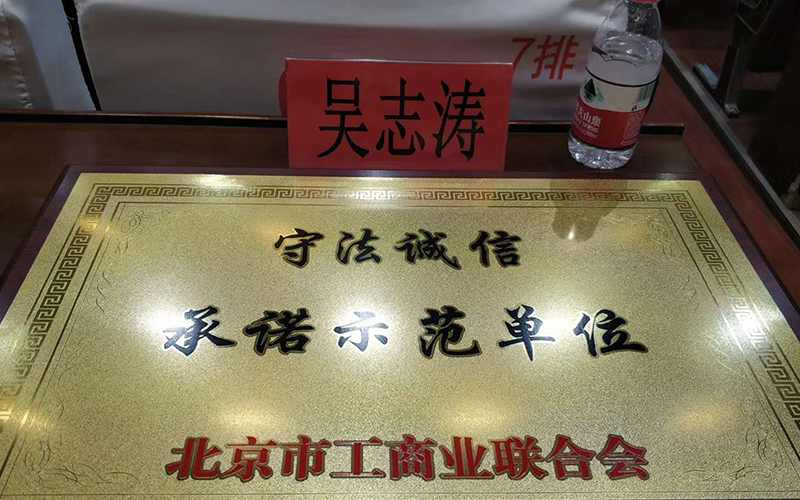 7排
吴志涛
守法诚信
承诺示范单位
北京市工商业联合会